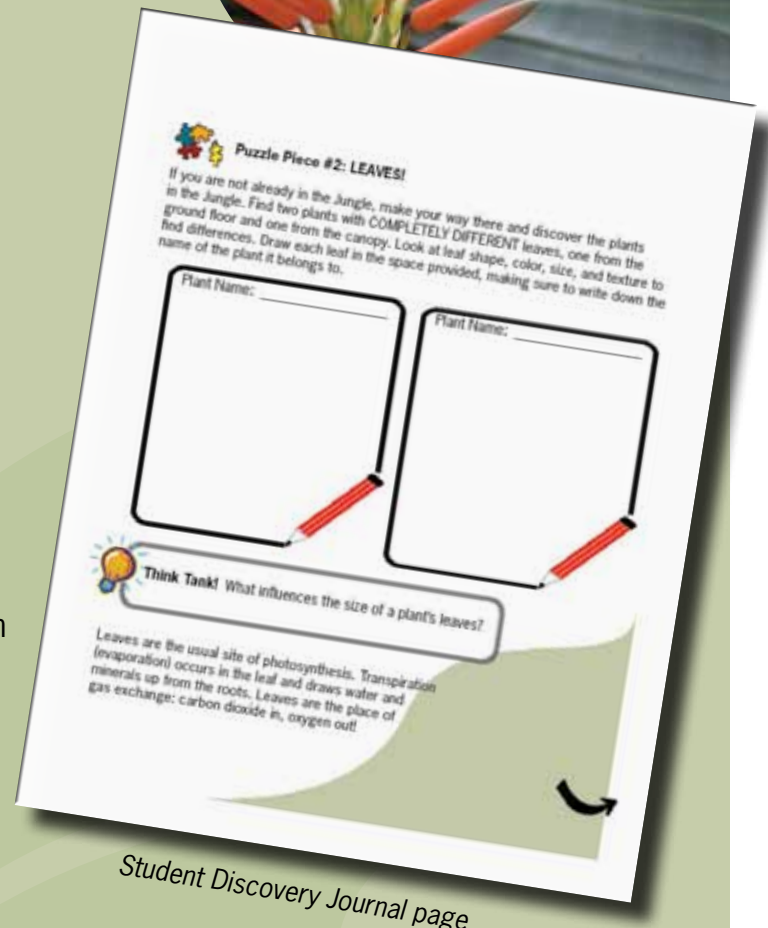 Puzzle Piece #2: LEAVES!
If you are not already in the Jungle, make your way there and discover the plants
in the Jungle. Find two plants with COMPLETELY DIFFERENT leaves, one from the
ground floor and one from the canopy. Look at leaf shape, color, size, and texture to
find differences. Draw each leaf in the space provided, making sure to write down the
name of the plant it belongs to.
Plant Name:
Plant Name:
Think Tank! What influences the size of a plant's leaves?
Leaves are the usual site of photosynthesis. Transpiration
(evaporation) occurs in the leaf and draws water and
minerals up from the roots. Leaves are the place of
gas exchange: carbon dioxide in, oxygen out!
Student Discovery Journal page